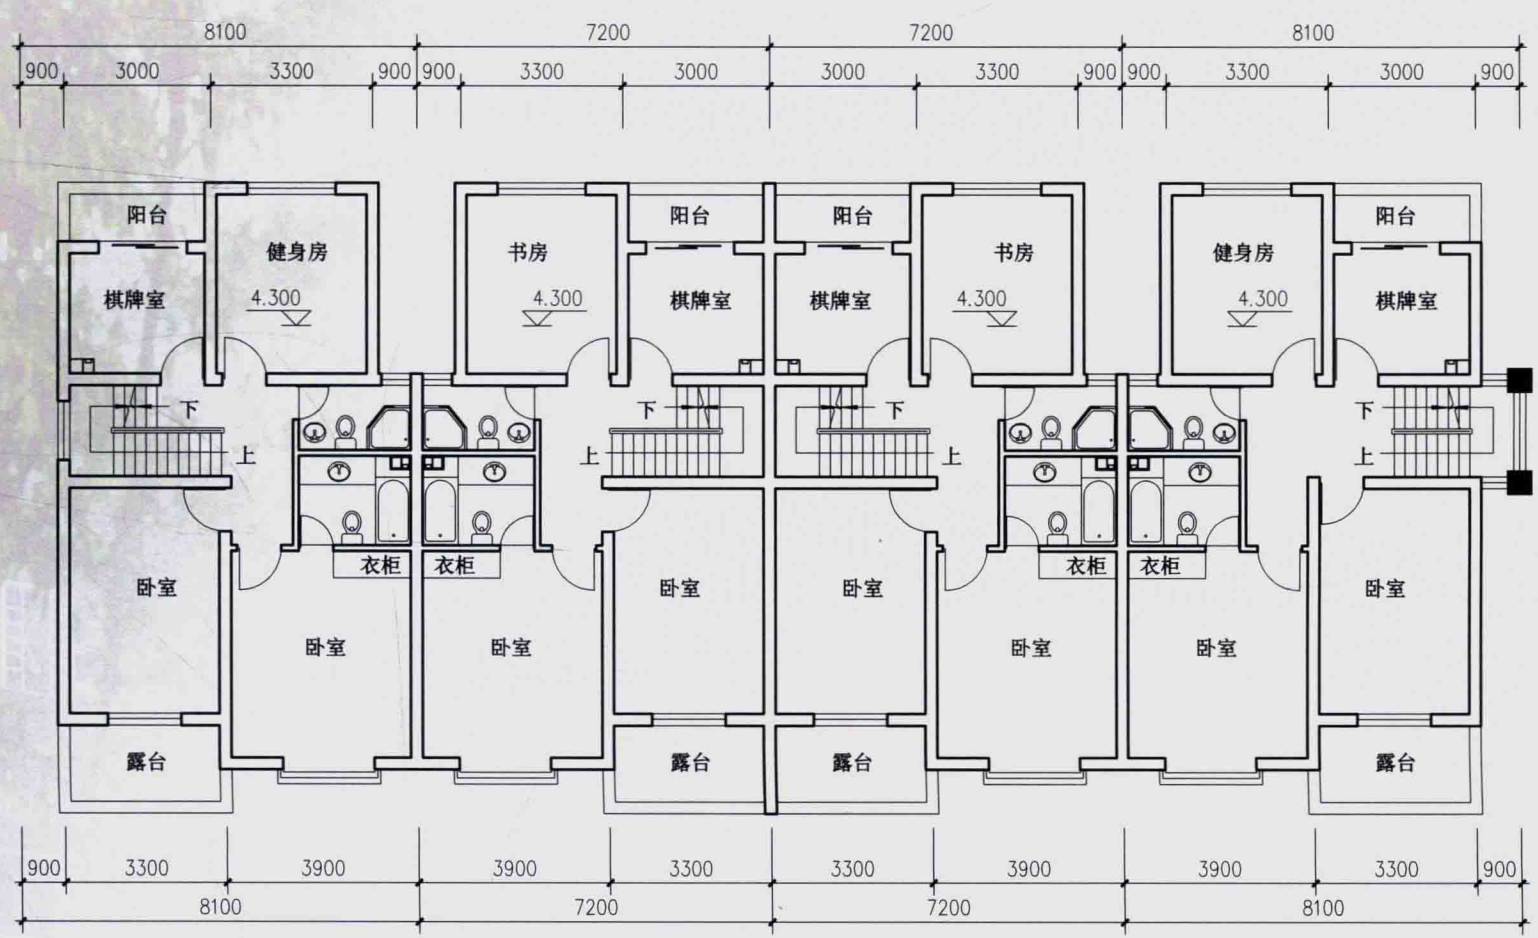 8100 7200 7200 8100
900 3000 3300 900 900 3300 3000 3000 3300 900 900 3300 3000 900
阳台 阳台 阳台 阳台
健身房 书房 书房 健身房
棋牌室 4.300 4.300 棋牌室 棋牌室 4.300 4.300 棋牌室
下 下 下 下
上 上 上 上
衣柜 衣柜 衣柜 衣柜
卧室 卧室 卧室 卧室
卧室 卧室 卧室 卧室
露台 露台 露台 露台
900 3300 3900 3900 3300 3300 3900 3900 3300 900
8100 7200 7200 8100